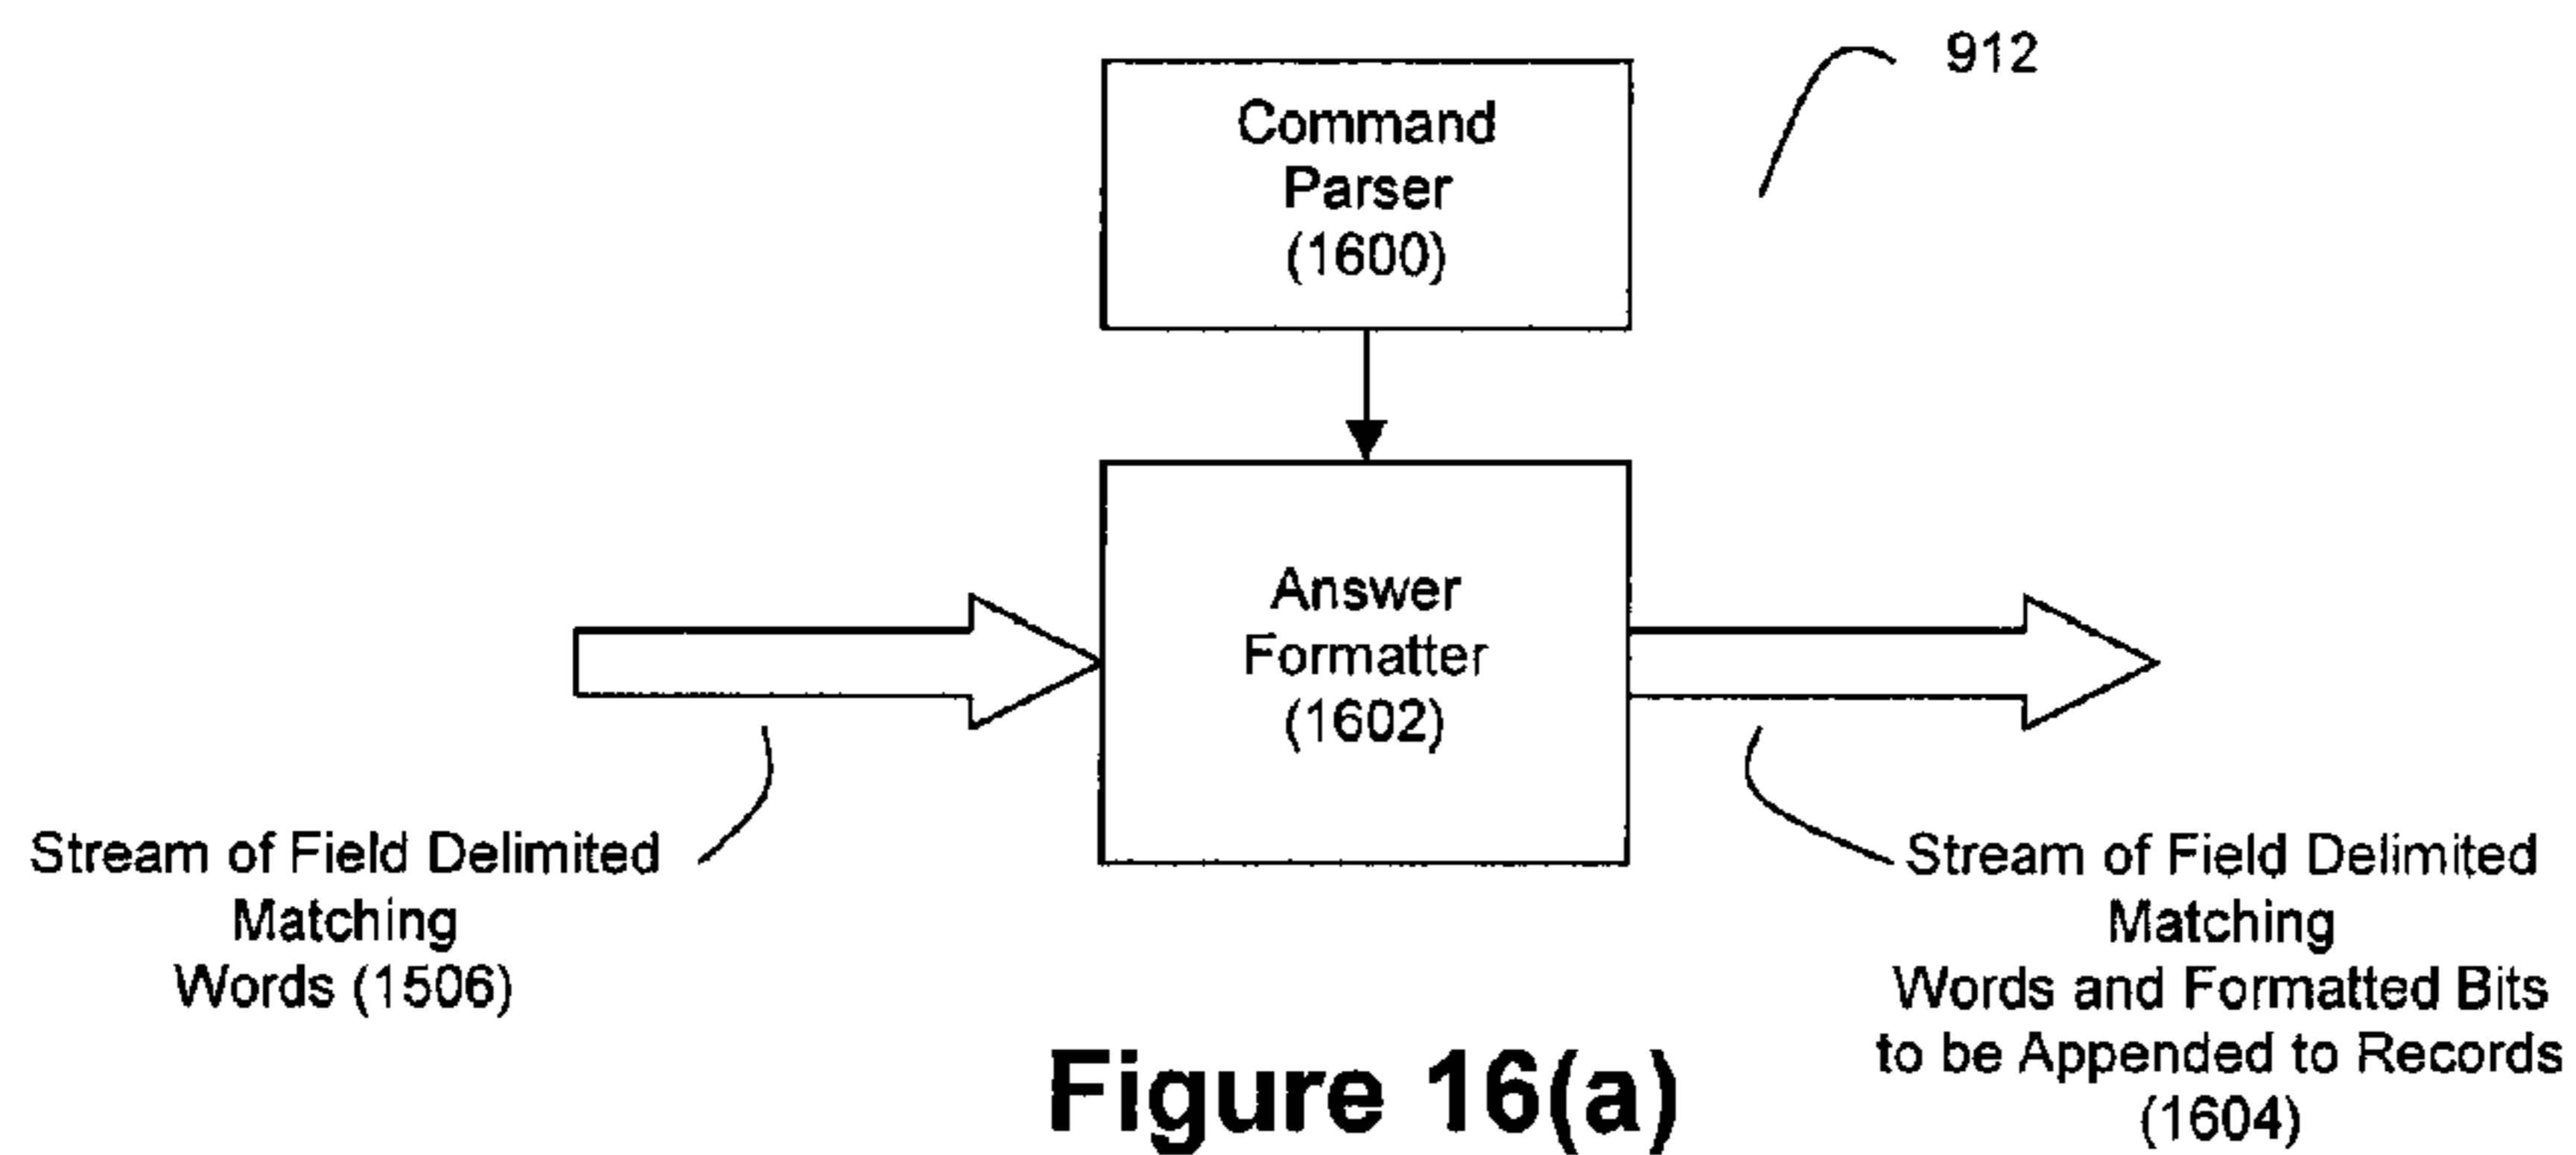 912
Command
Parser
(1600)
Answer
Formatter
(1602)
Stream of Field Delimited
Matching
Words (1506)
Stream of Field Delimited
Matching
Words and Formatted Bits
to be Appended to Records
(1604)
Figure 16(a)